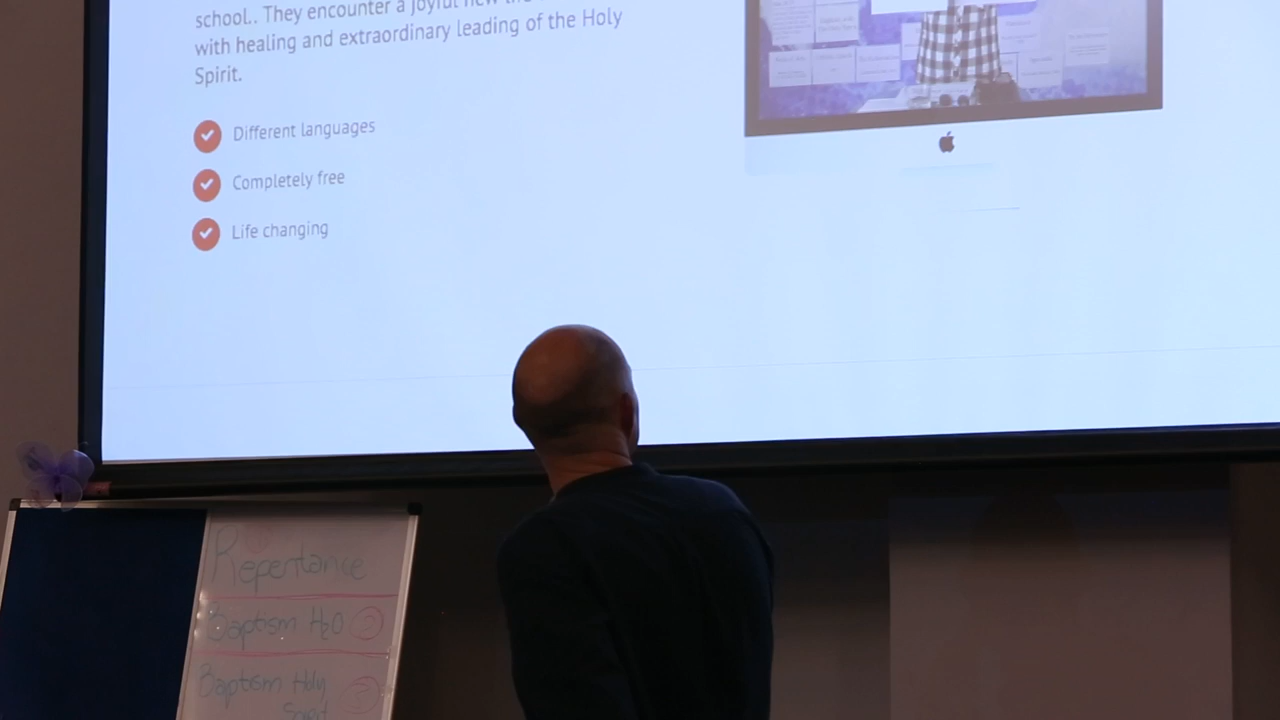 school.. They encounter a joyful new
with healing and extraordinary leading of the Holy
Spirit.
Different languages
Completely free
Life changing
Repentance
Baptism H₂O
Baptism Holy
Spirit